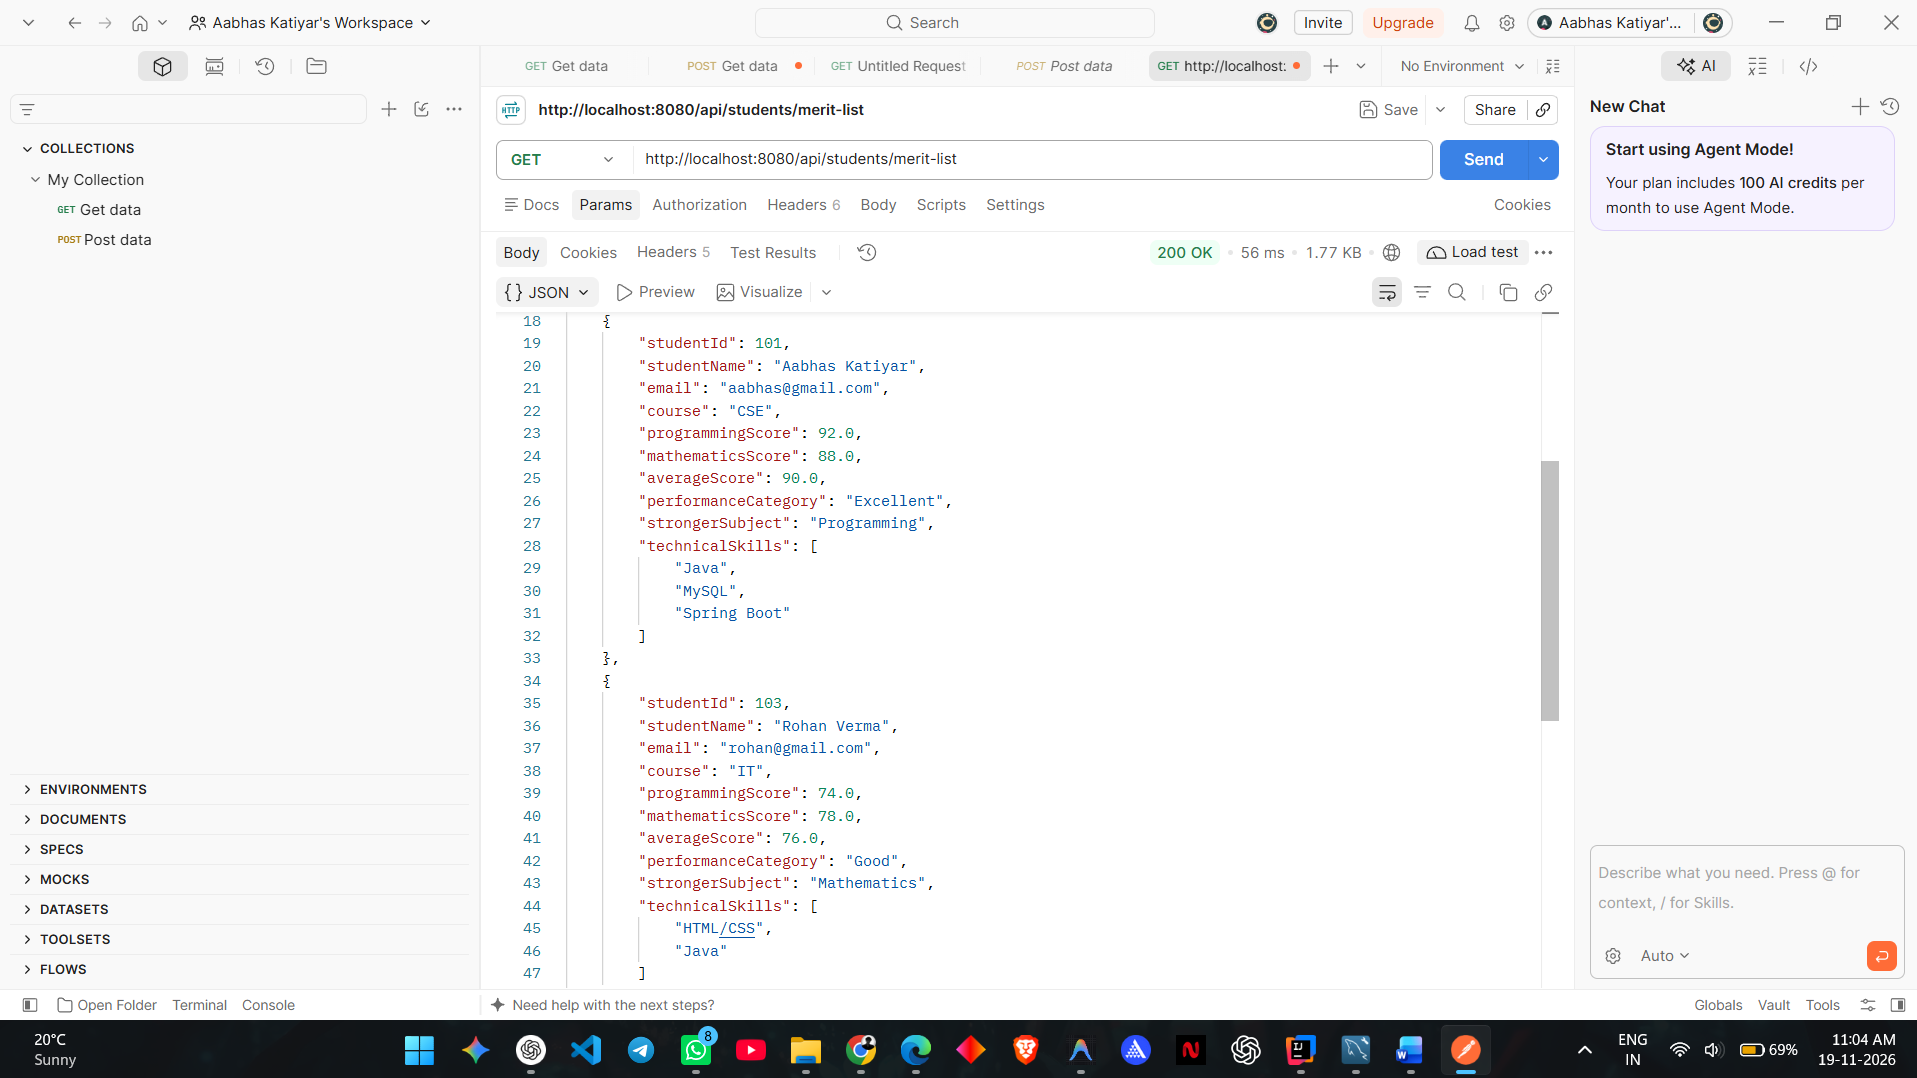 Aabhas Katiyar's Workspace
Search
Invite
Upgrade
Aabhas Katiyar'...
GET Get data
POST Get data
GET Untitled Request
POST Post data
GET http://localhost:
No Environment
AI
http://localhost:8080/api/students/merit-list
Save
Share
New Chat
COLLECTIONS
My Collection
GET Get data
POST Post data
GET http://localhost:8080/api/students/merit-list
Send
Start using Agent Mode!
Your plan includes 100 AI credits per
month to use Agent Mode.
Docs Params Authorization Headers 6 Body Scripts Settings
Cookies
Body Cookies Headers 5 Test Results
200 OK • 56 ms • 1.77 KB •
Load test
{} JSON
Preview
Visualize
18 {
19 "studentId": 101,
20 "studentName": "Aabhas Katiyar",
21 "email": "aabhas@gmail.com",
22 "course": "CSE",
23 "programmingScore": 92.0,
24 "mathematicsScore": 88.0,
25 "averageScore": 90.0,
26 "performanceCategory": "Excellent",
27 "strongerSubject": "Programming",
28 "technicalSkills": [
29 "Java",
30 "MySQL",
31 "Spring Boot"
32 ]
33 },
34 {
35 "studentId": 103,
36 "studentName": "Rohan Verma",
37 "email": "rohan@gmail.com",
38 "course": "IT",
39 "programmingScore": 74.0,
40 "mathematicsScore": 78.0,
41 "averageScore": 76.0,
42 "performanceCategory": "Good",
43 "strongerSubject": "Mathematics",
44 "technicalSkills": [
45 "HTML/CSS",
46 "Java"
47 ]
ENVIRONMENTS
DOCUMENTS
SPECS
MOCKS
DATASETS
TOOLSETS
FLOWS
Describe what you need. Press @ for
context, / for Skills.
Auto
Open Folder Terminal Console
Need help with the next steps?
Globals Vault Tools
20°C
Sunny
8
ENG
IN
69%
11:04 AM
19-11-2026